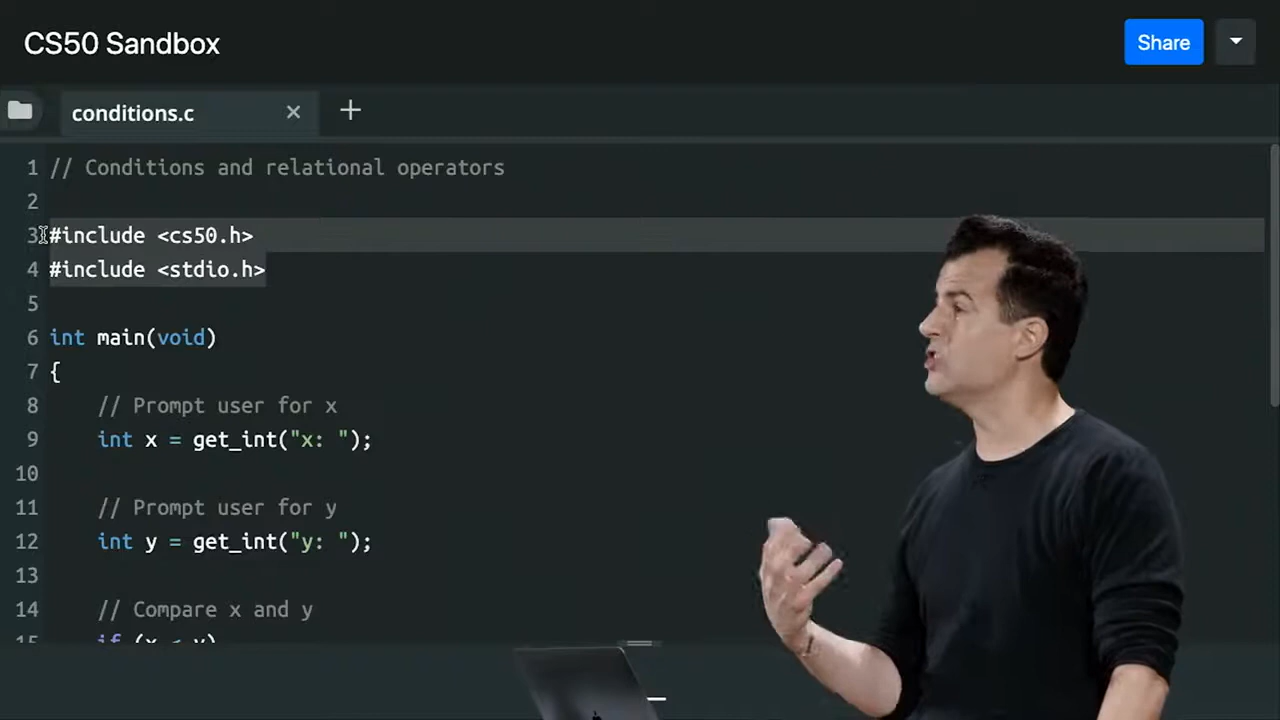 CS50 Sandbox
Share
conditions.c
1 // Conditions and relational operators
2
3 #include <cs50.h>
4 #include <stdio.h>
5
6 int main(void)
7 {
8 // Prompt user for x
9 int x = get_int("x: ");
10
11 // Prompt user for y
12 int y = get_int("y: ");
13
14 // Compare x and y
15 if (x < y)